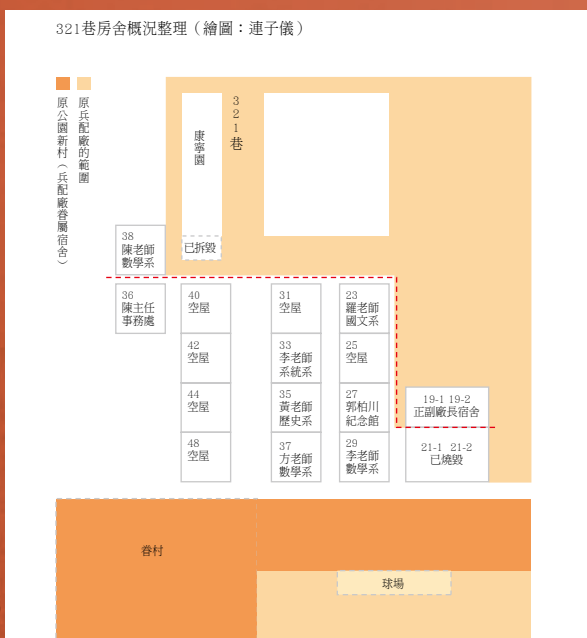 321巷房舍概況整理（繪圖：連子儀）
原兵配廠的範圍
原公園新村（兵配廠眷屬宿舍）
321巷
康寧園
已拆毀
38
陳老師
數學系
36
陳主任
事務處
40
空屋
31
空屋
23
羅老師
國文系
42
空屋
33
李老師
系統系
25
空屋
44
空屋
35
黃老師
歷史系
27
郭柏川
紀念館
19-1 19-2
正副廠長宿舍
48
空屋
37
方老師
數學系
29
李老師
數學系
21-1 21-2
已燒毀
眷村
球場